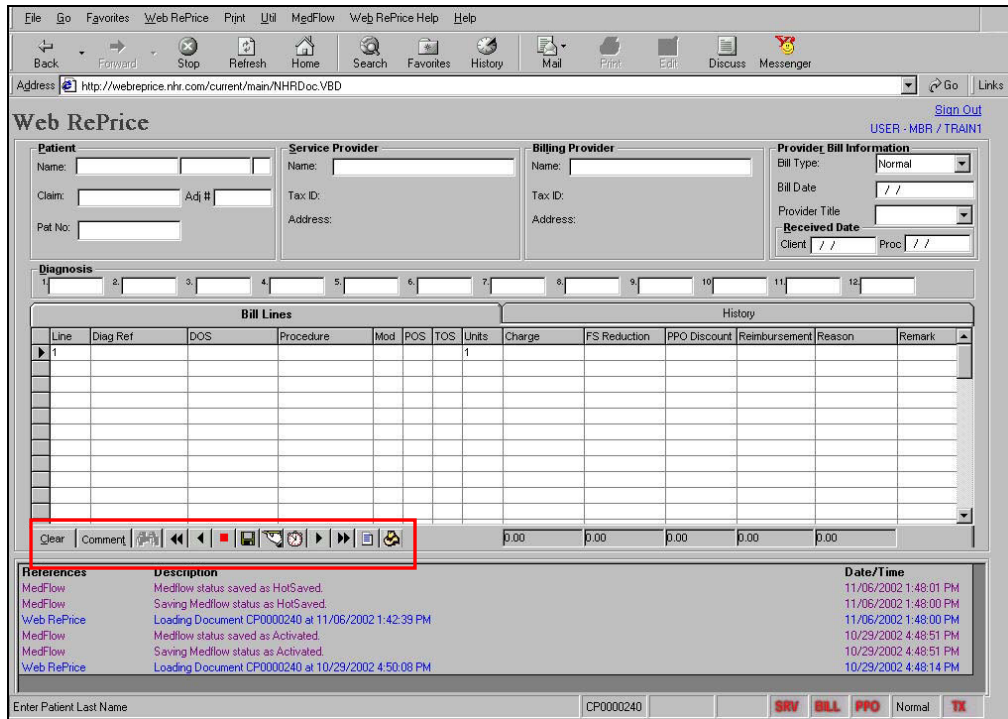 File Go Favorites Web RePrice Print Util MedFlow Web RePrice Help Help
Back Forward Stop Refresh Home Search Favorites History Mail Print Edit Discuss Messenger
Address http://webreprice.nhr.com/current/main/NHRDoc.VBD Go Links
Sign Out
Web RePrice
USER - MBR / TRAIN1
Patient Service Provider Billing Provider Provider Bill Information
Name: Name: Name: Bill Type: Normal
Claim: Adj # Tax ID: Tax ID: Bill Date / /
Provider Title
Pat No: Address: Address: Received Date
Client / / Proc / /
Diagnosis
1. 2. 3. 4. 5. 6. 7. 8. 9. 10. 11. 12.
Bill Lines History
Line Diag Ref DOS Procedure Mod POS TOS Units Charge FS Reduction PPO Discount Reimbursement Reason Remark
1 1
Clear Comment 0.00 0.00 0.00 0.00 0.00
References Description Date/Time
MedFlow Medflow status saved as HotSaved. 11/06/2002 1:48:01 PM
MedFlow Saving Medflow status as HotSaved. 11/06/2002 1:48:00 PM
Web RePrice Loading Document CP0000240 at 11/06/2002 1:42:39 PM 11/06/2002 1:48:00 PM
MedFlow Medflow status saved as Activated. 10/29/2002 4:48:51 PM
MedFlow Saving Medflow status as Activated. 10/29/2002 4:48:51 PM
Web RePrice Loading Document CP0000240 at 10/29/2002 4:50:08 PM 10/29/2002 4:48:14 PM
Enter Patient Last Name CP0000240 SRV BILL PPO Normal TX